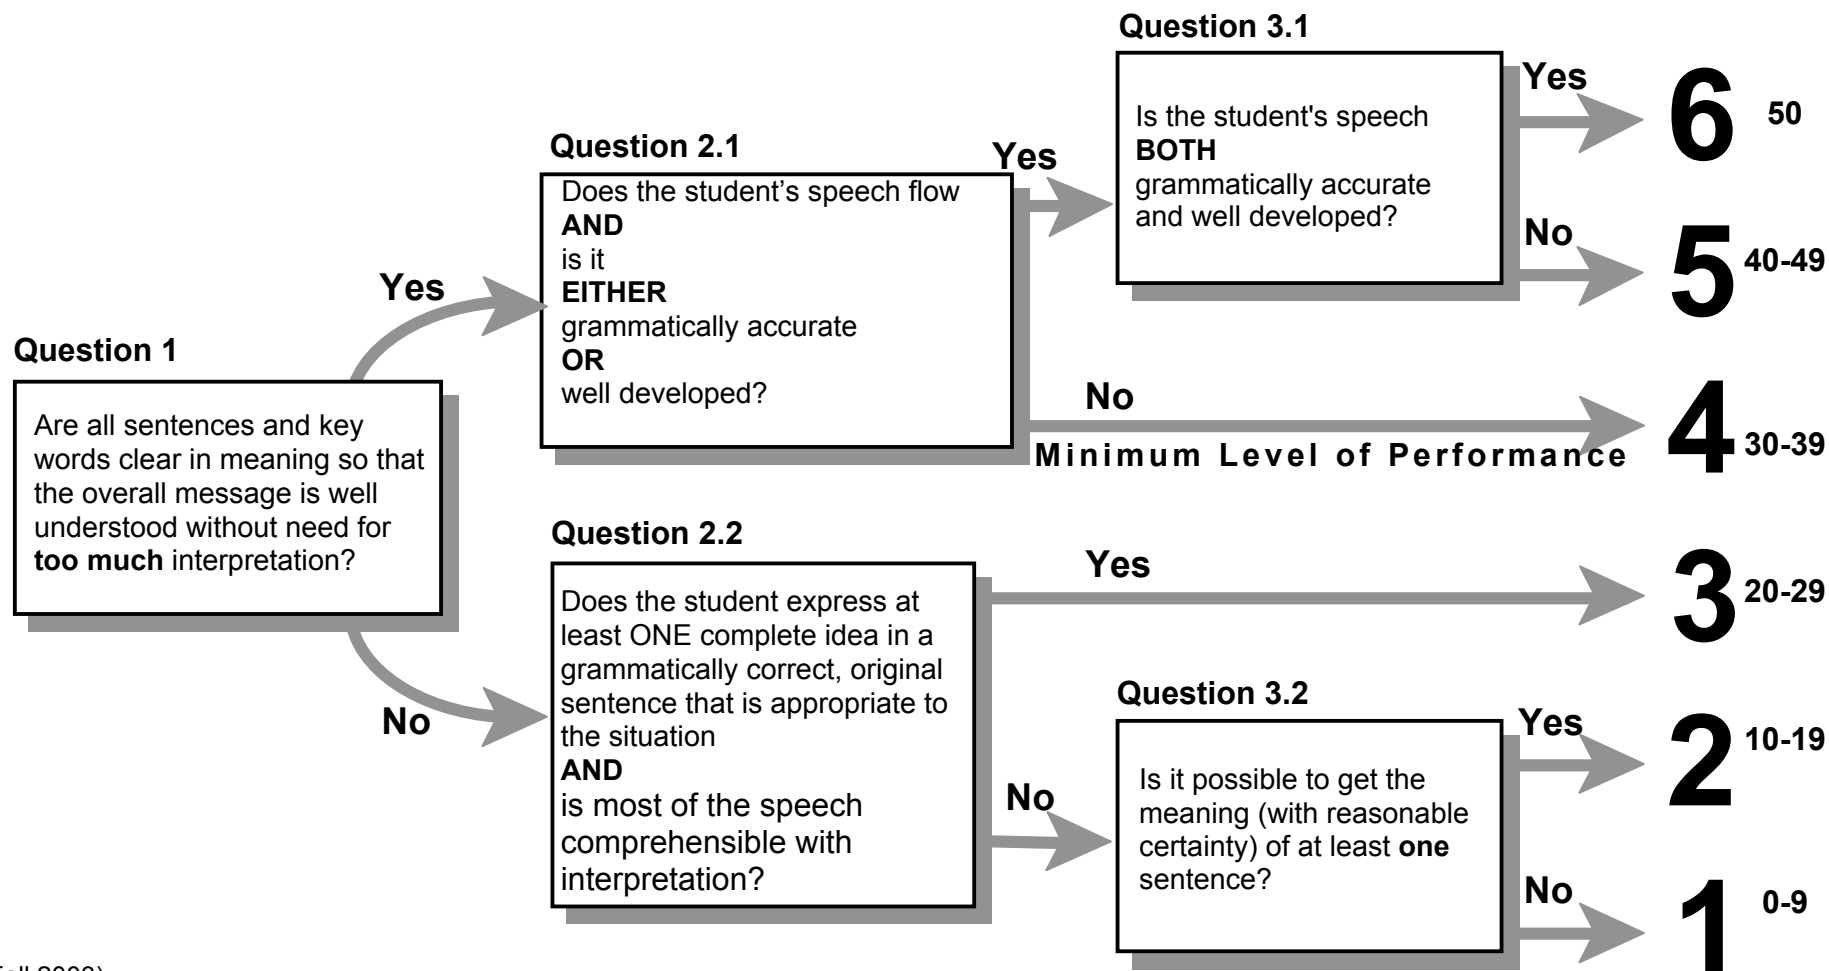 Question 1
Are all sentences and key
words clear in meaning so that
the overall message is well
understood without need for
too much interpretation?
Yes
No
Question 2.1
Does the student’s speech flow
AND
is it
EITHER
grammatically accurate
OR
well developed?
Yes
No
Minimum Level of Performance
Question 3.1
Is the student's speech
BOTH
grammatically accurate
and well developed?
Yes
6 50
No
5 40-49
4 30-39
Question 2.2
Does the student express at
least ONE complete idea in a
grammatically correct, original
sentence that is appropriate to
the situation
AND
is most of the speech
comprehensible with
interpretation?
Yes
3 20-29
No
Question 3.2
Is it possible to get the
meaning (with reasonable
certainty) of at least one
sentence?
Yes
2 10-19
No
1 0-9